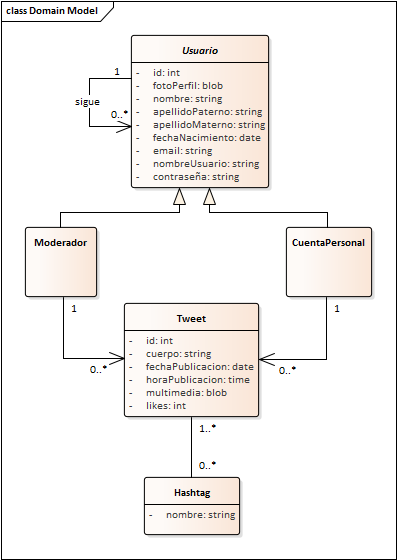 class Domain Model
Usuario
- id: int
- fotoPerfil: blob
- nombre: string
- apellidoPaterno: string
- apellidoMaterno: string
- fechaNacimiento: date
- email: string
- nombreUsuario: string
- contraseña: string
1
sigue
0..*
Moderador
CuentaPersonal
1
1
Tweet
- id: int
- cuerpo: string
- fechaPublicacion: date
- horaPublicacion: time
- multimedia: blob
- likes: int
0..*
0..*
1..*
0..*
Hashtag
- nombre: string